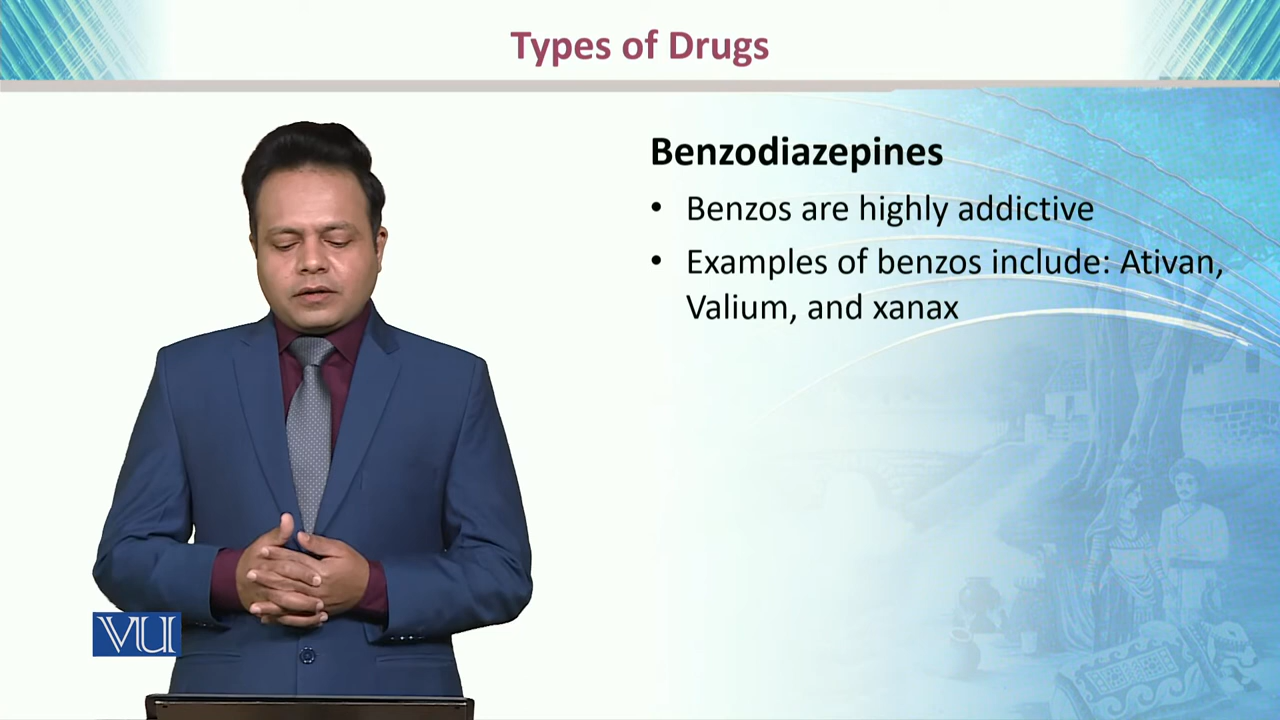 Types of Drugs
Benzodiazepines
• Benzos are highly addictive
• Examples of benzos include: Ativan,
Valium, and xanax
VU